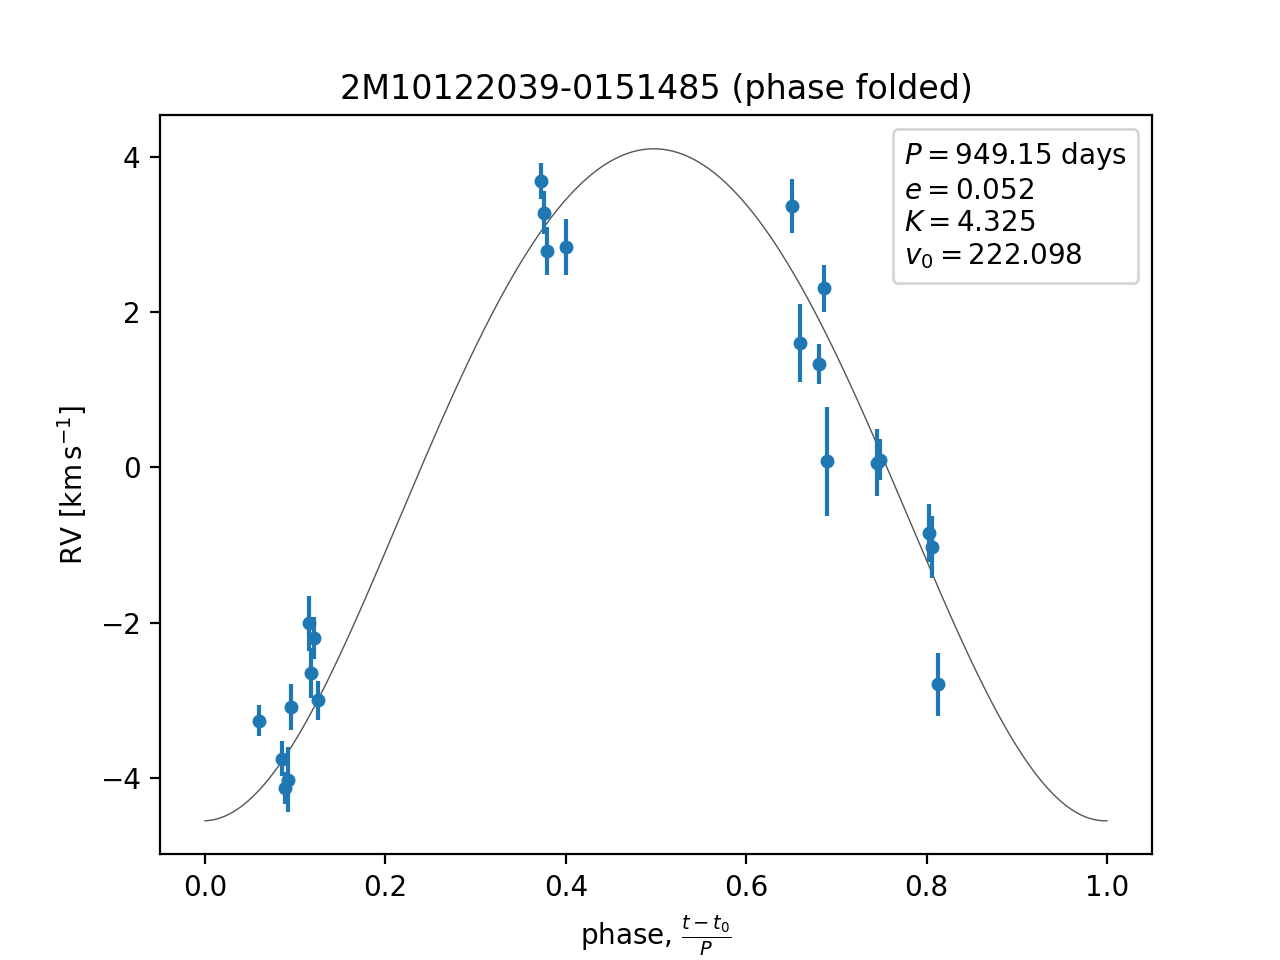 2M10122039-0151485 (phase folded)
P = 949.15 days
e = 0.052
K = 4.325
v₀ = 222.098
4
2
0
−2
−4
RV [km s⁻¹]
0.0 0.2 0.4 0.6 0.8 1.0
phase, (t − t₀)/P